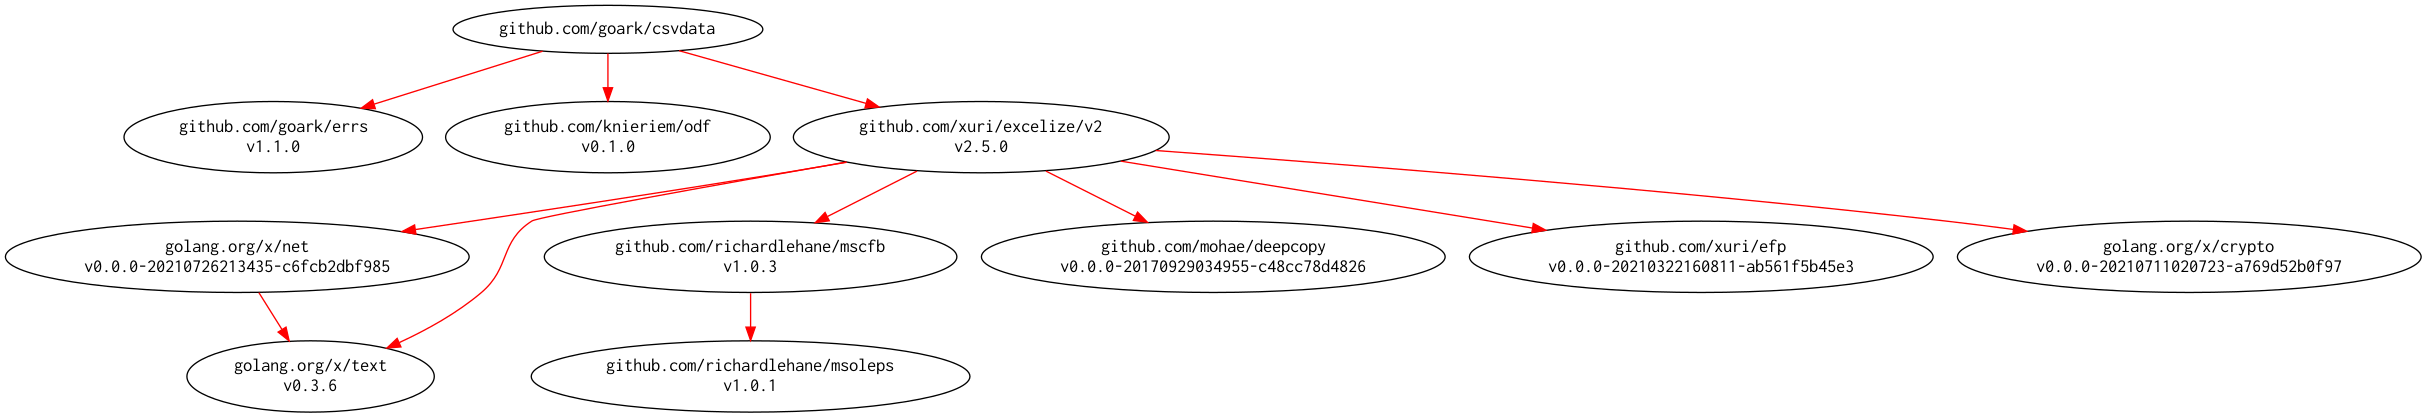 github.com/goark/csvdata
github.com/goark/errs
v1.1.0
github.com/knieriem/odf
v0.1.0
github.com/xuri/excelize/v2
v2.5.0
golang.org/x/net
v0.0.0-20210726213435-c6fcb2dbf985
github.com/richardlehane/mscfb
v1.0.3
github.com/mohae/deepcopy
v0.0.0-20170929034955-c48cc78d4826
github.com/xuri/efp
v0.0.0-20210322160811-ab561f5b45e3
golang.org/x/crypto
v0.0.0-20210711020723-a769d52b0f97
golang.org/x/text
v0.3.6
github.com/richardlehane/msoleps
v1.0.1